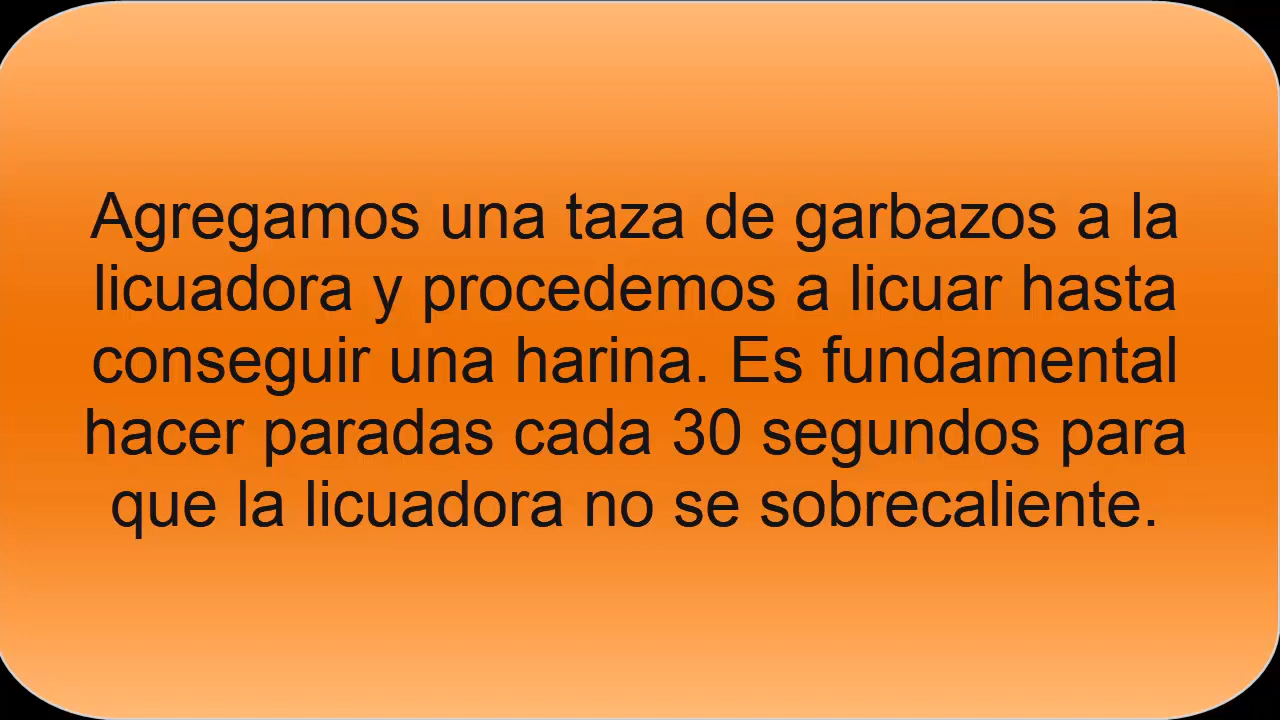 Agregamos una taza de garbazos a la
licuadora y procedemos a licuar hasta
conseguir una harina. Es fundamental
hacer paradas cada 30 segundos para
que la licuadora no se sobrecaliente.